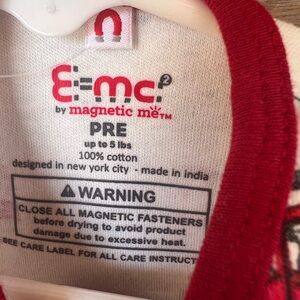 E=mc2
by magnetic me™
PRE
up to 5 lbs
100% cotton
designed in new york city - made in india
WARNING
CLOSE ALL MAGNETIC FASTENERS
before drying to avoid product
damage due to excessive heat.
SEE CARE LABEL FOR ALL CARE INSTRUCT